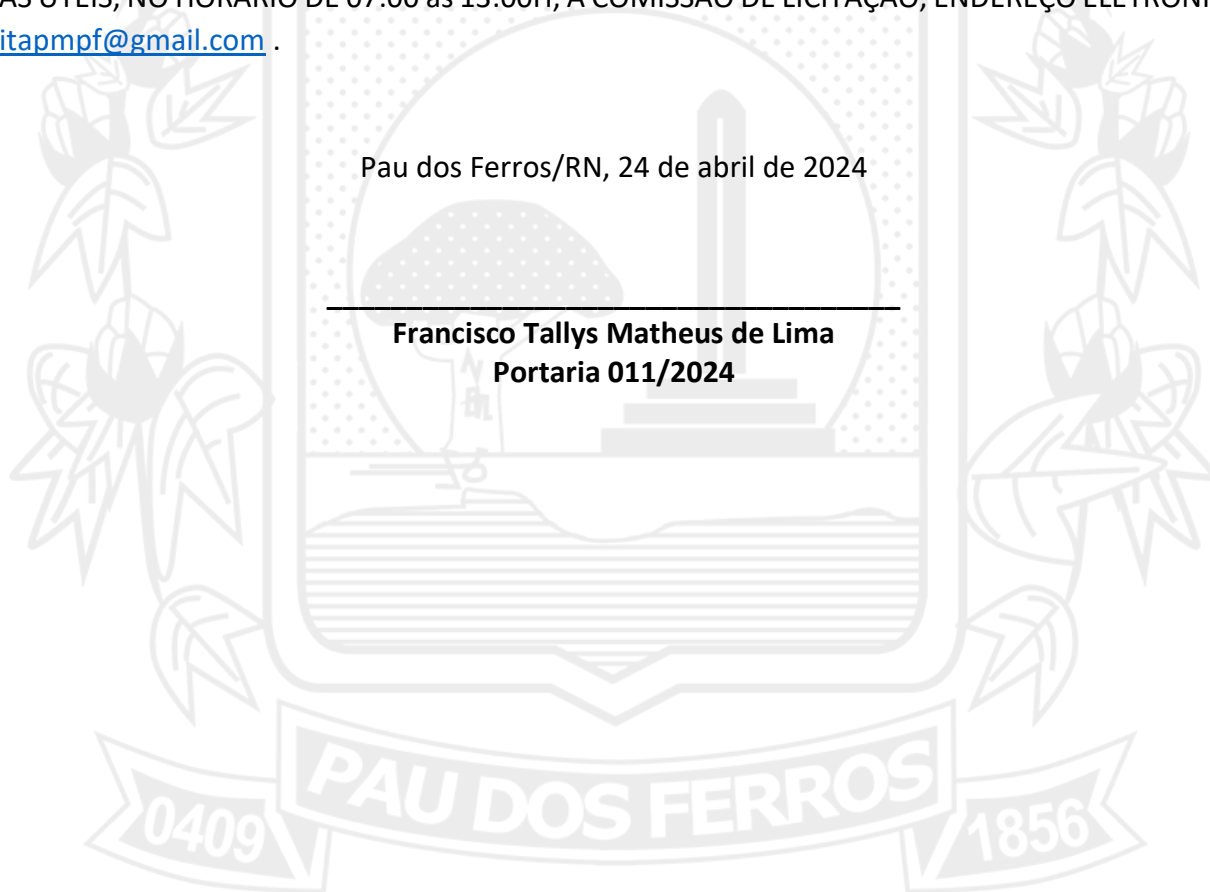 AS ÚTEIS, NO HORÁRIO DE 07:00 às 13:00H, À COMISSÃO DE LICITAÇÃO, ENDEREÇO ELETRÔNI
itapmpf@gmail.com .
Pau dos Ferros/RN, 24 de abril de 2024
Francisco Tallys Matheus de Lima
Portaria 011/2024
PAU DOS FERROS
0409 1856